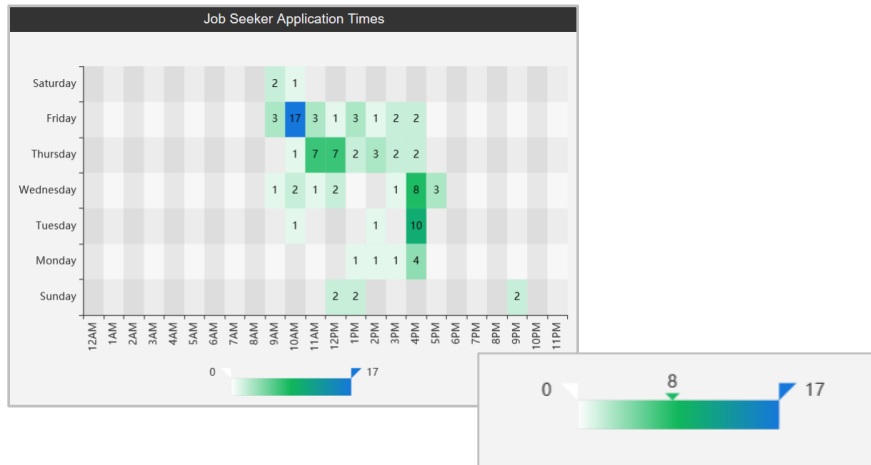 Job Seeker Application Times
Saturday 2 1
Friday 3 17 3 1 3 1 2 2
Thursday 1 7 7 2 3 2 2
Wednesday 1 2 1 2 1 8 3
Tuesday 1 1 10
Monday 1 1 1 4
Sunday 2 2 2
12AM 1AM 2AM 3AM 4AM 5AM 6AM 7AM 8AM 9AM 10AM 11AM 12PM 1PM 2PM 3PM 4PM 5PM 6PM 7PM 8PM 9PM 10PM 11PM
0 17
0 8 17